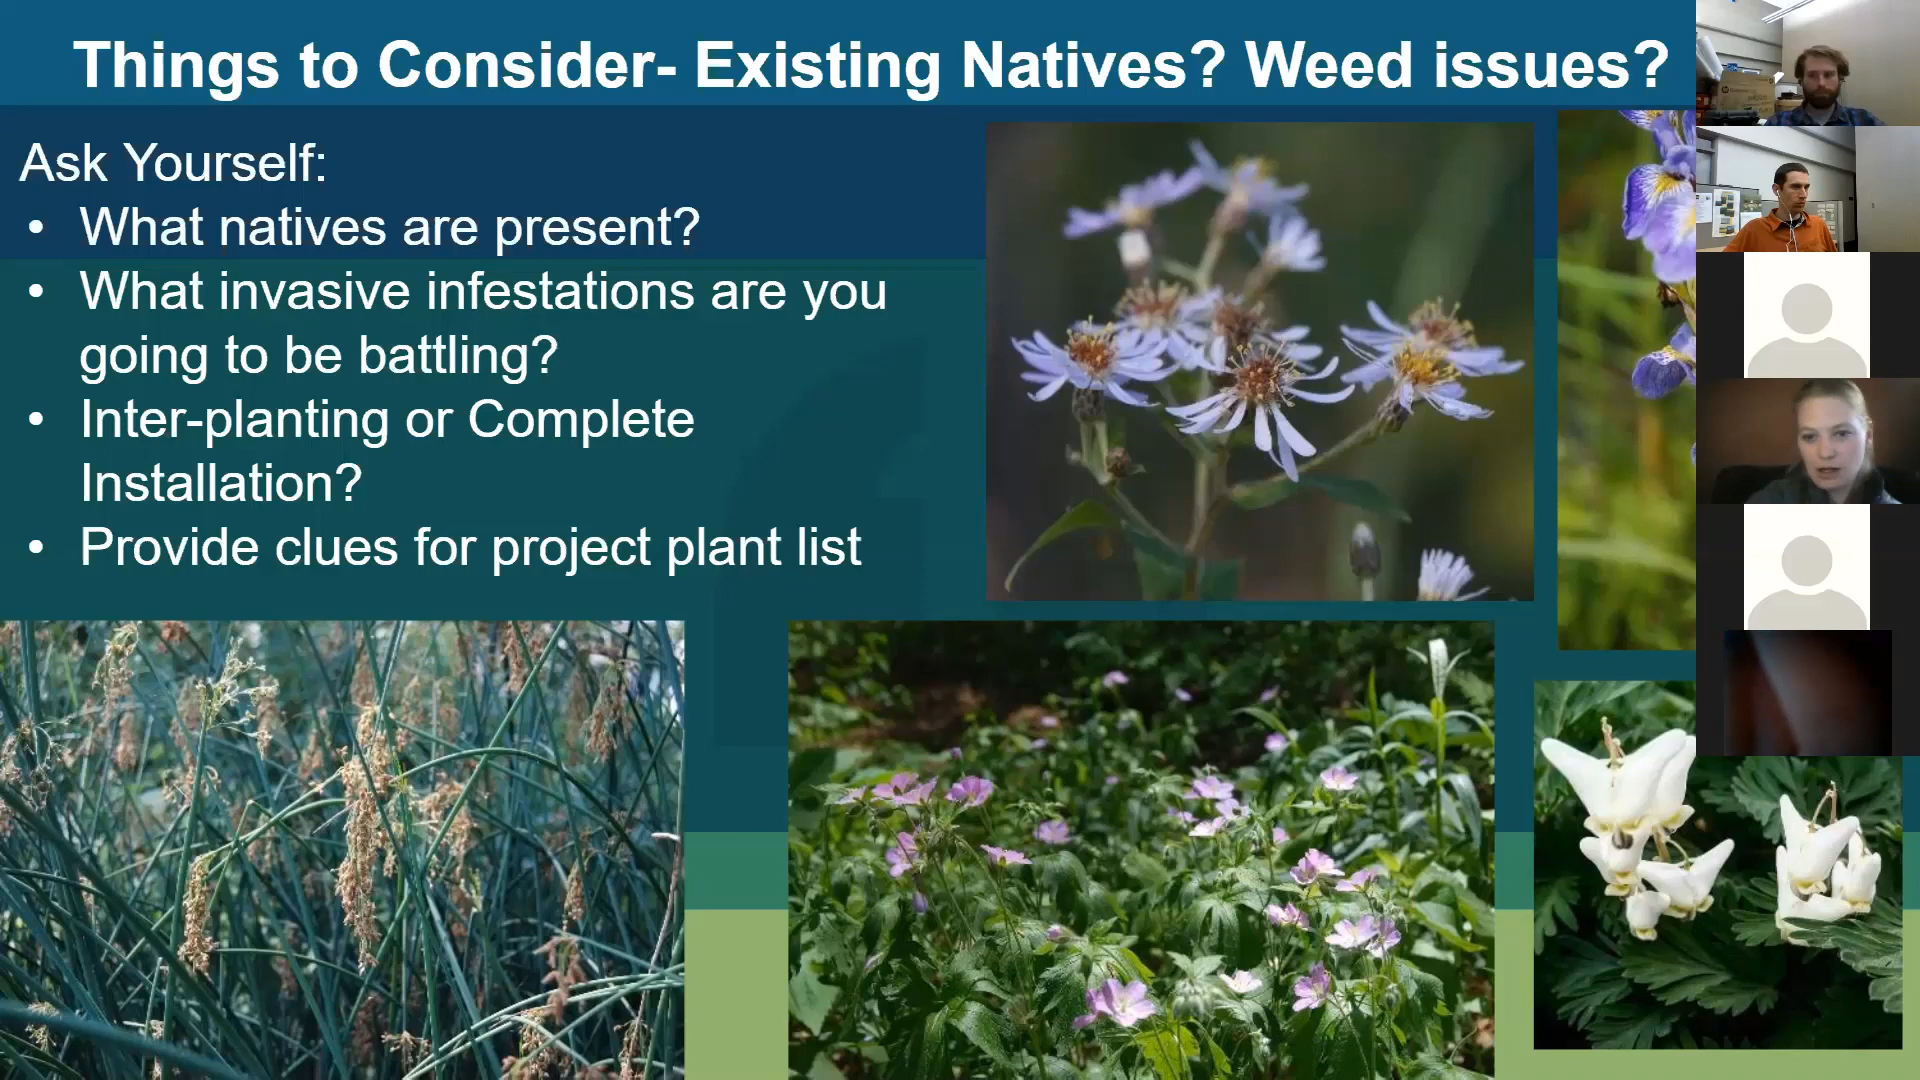 Things to Consider- Existing Natives? Weed issues?
Ask Yourself:
• What natives are present?
• What invasive infestations are you
going to be battling?
• Inter-planting or Complete
Installation?
• Provide clues for project plant list